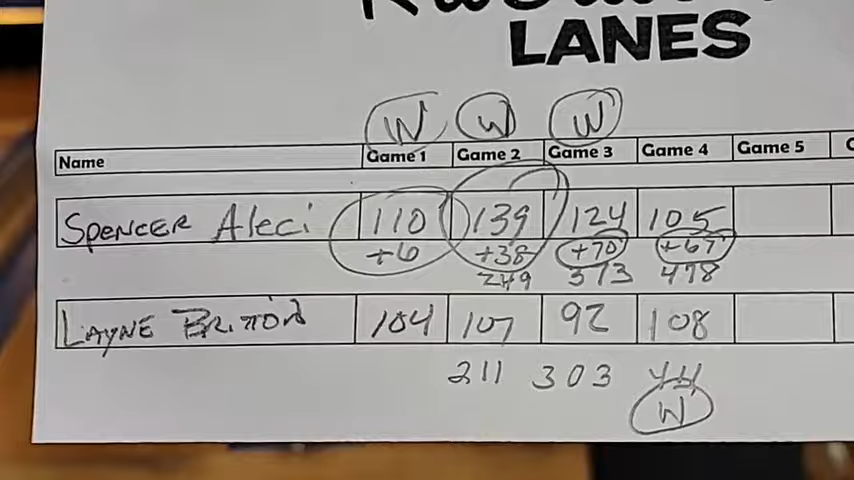 LANES
W W W
Name Game 1 Game 2 Game 3 Game 4 Game 5
SPENCER Aleci 110 139 124 105
+6 +38 +70 +67
249 373 478
LAYNE BRITTON 104 107 92 108
211 303
W